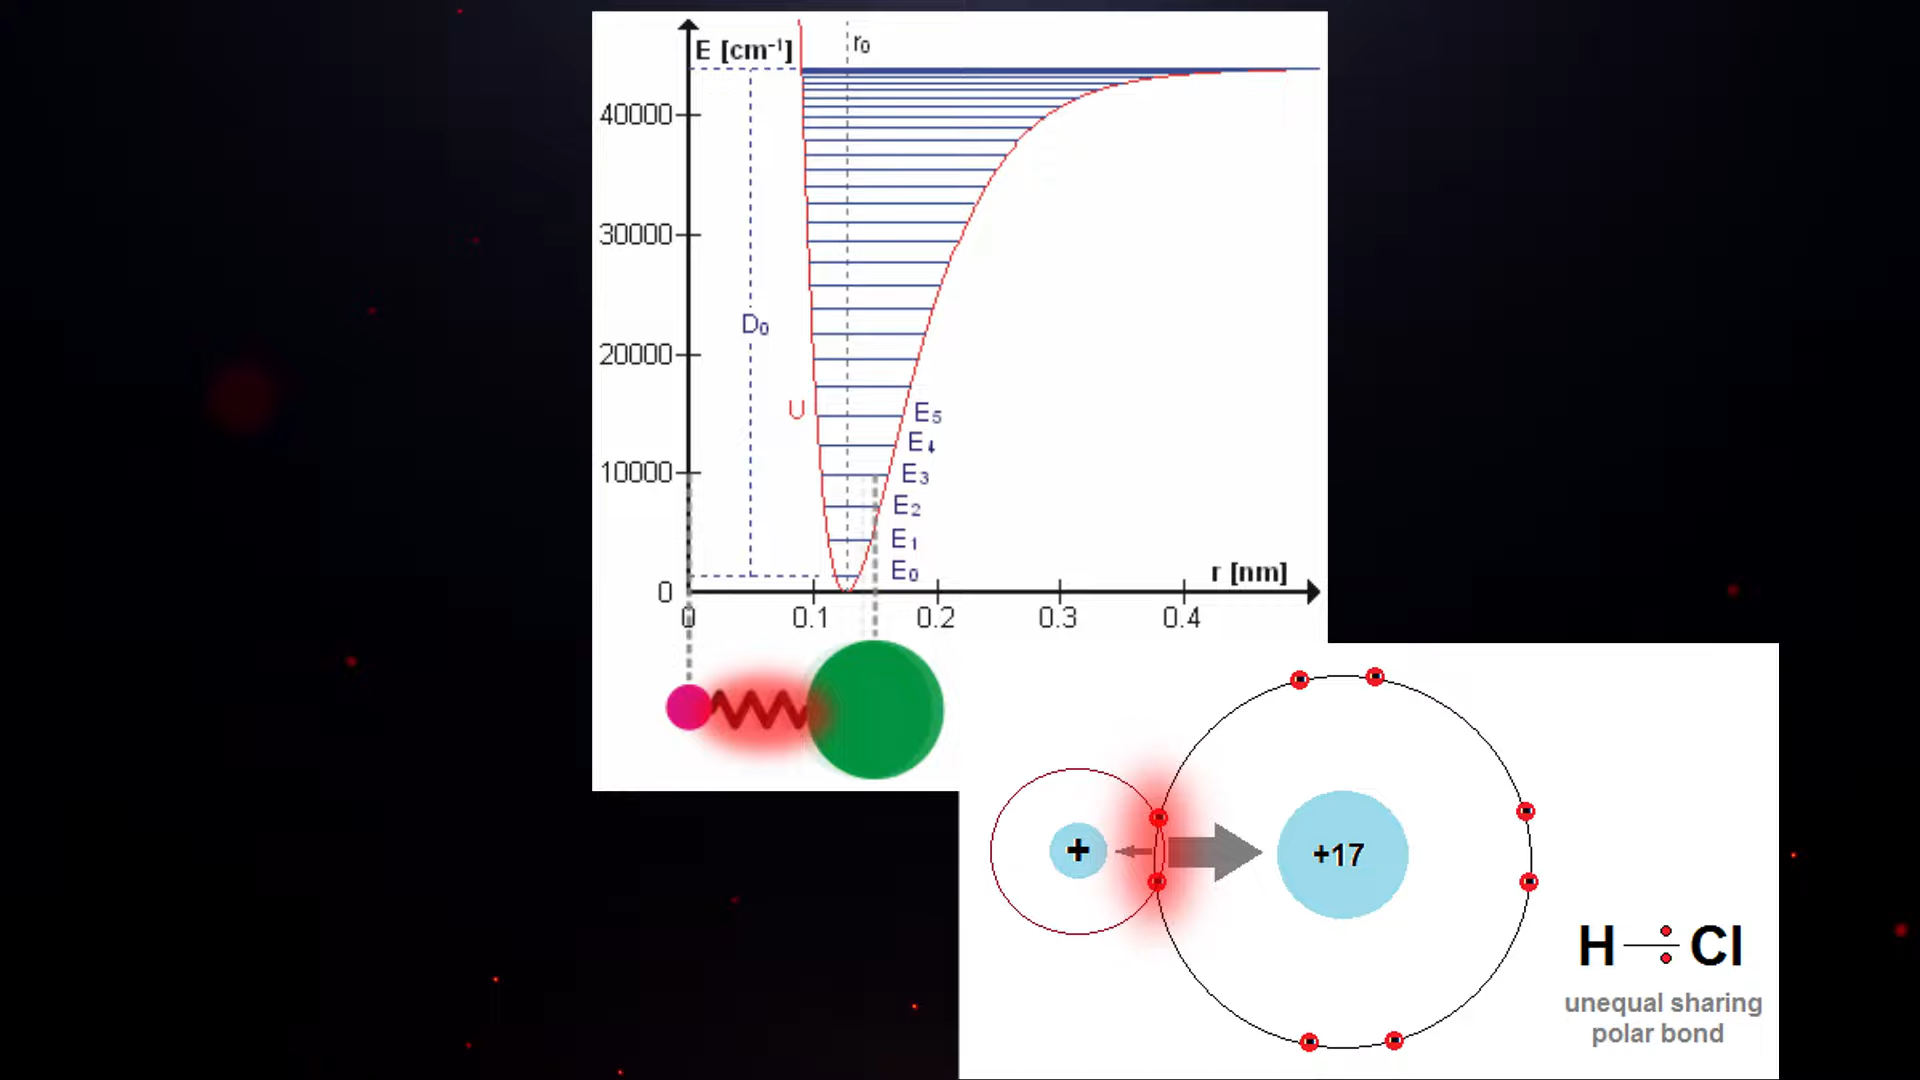 E [cm⁻¹]
r₀
40000
30000
D₀
20000
U
E₅
E₄
10000
E₃
E₂
E₁
E₀
r [nm]
0
0 0.1 0.2 0.3 0.4
+
+17
H Cl
unequal sharing
polar bond